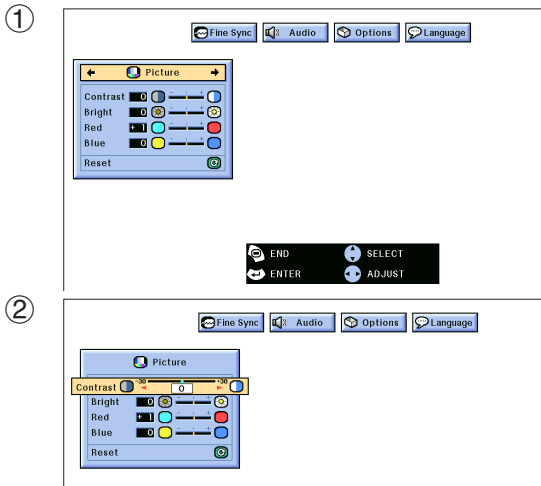 ①
Fine Sync Audio Options Language
Picture
Contrast 0 - +
Bright 0 - +
Red + 1 - +
Blue 0 - +
Reset
END SELECT
ENTER ADJUST
②
Fine Sync Audio Options Language
Picture
Contrast -30 0 +30
Bright 0 - +
Red + 1 - +
Blue 0 - +
Reset